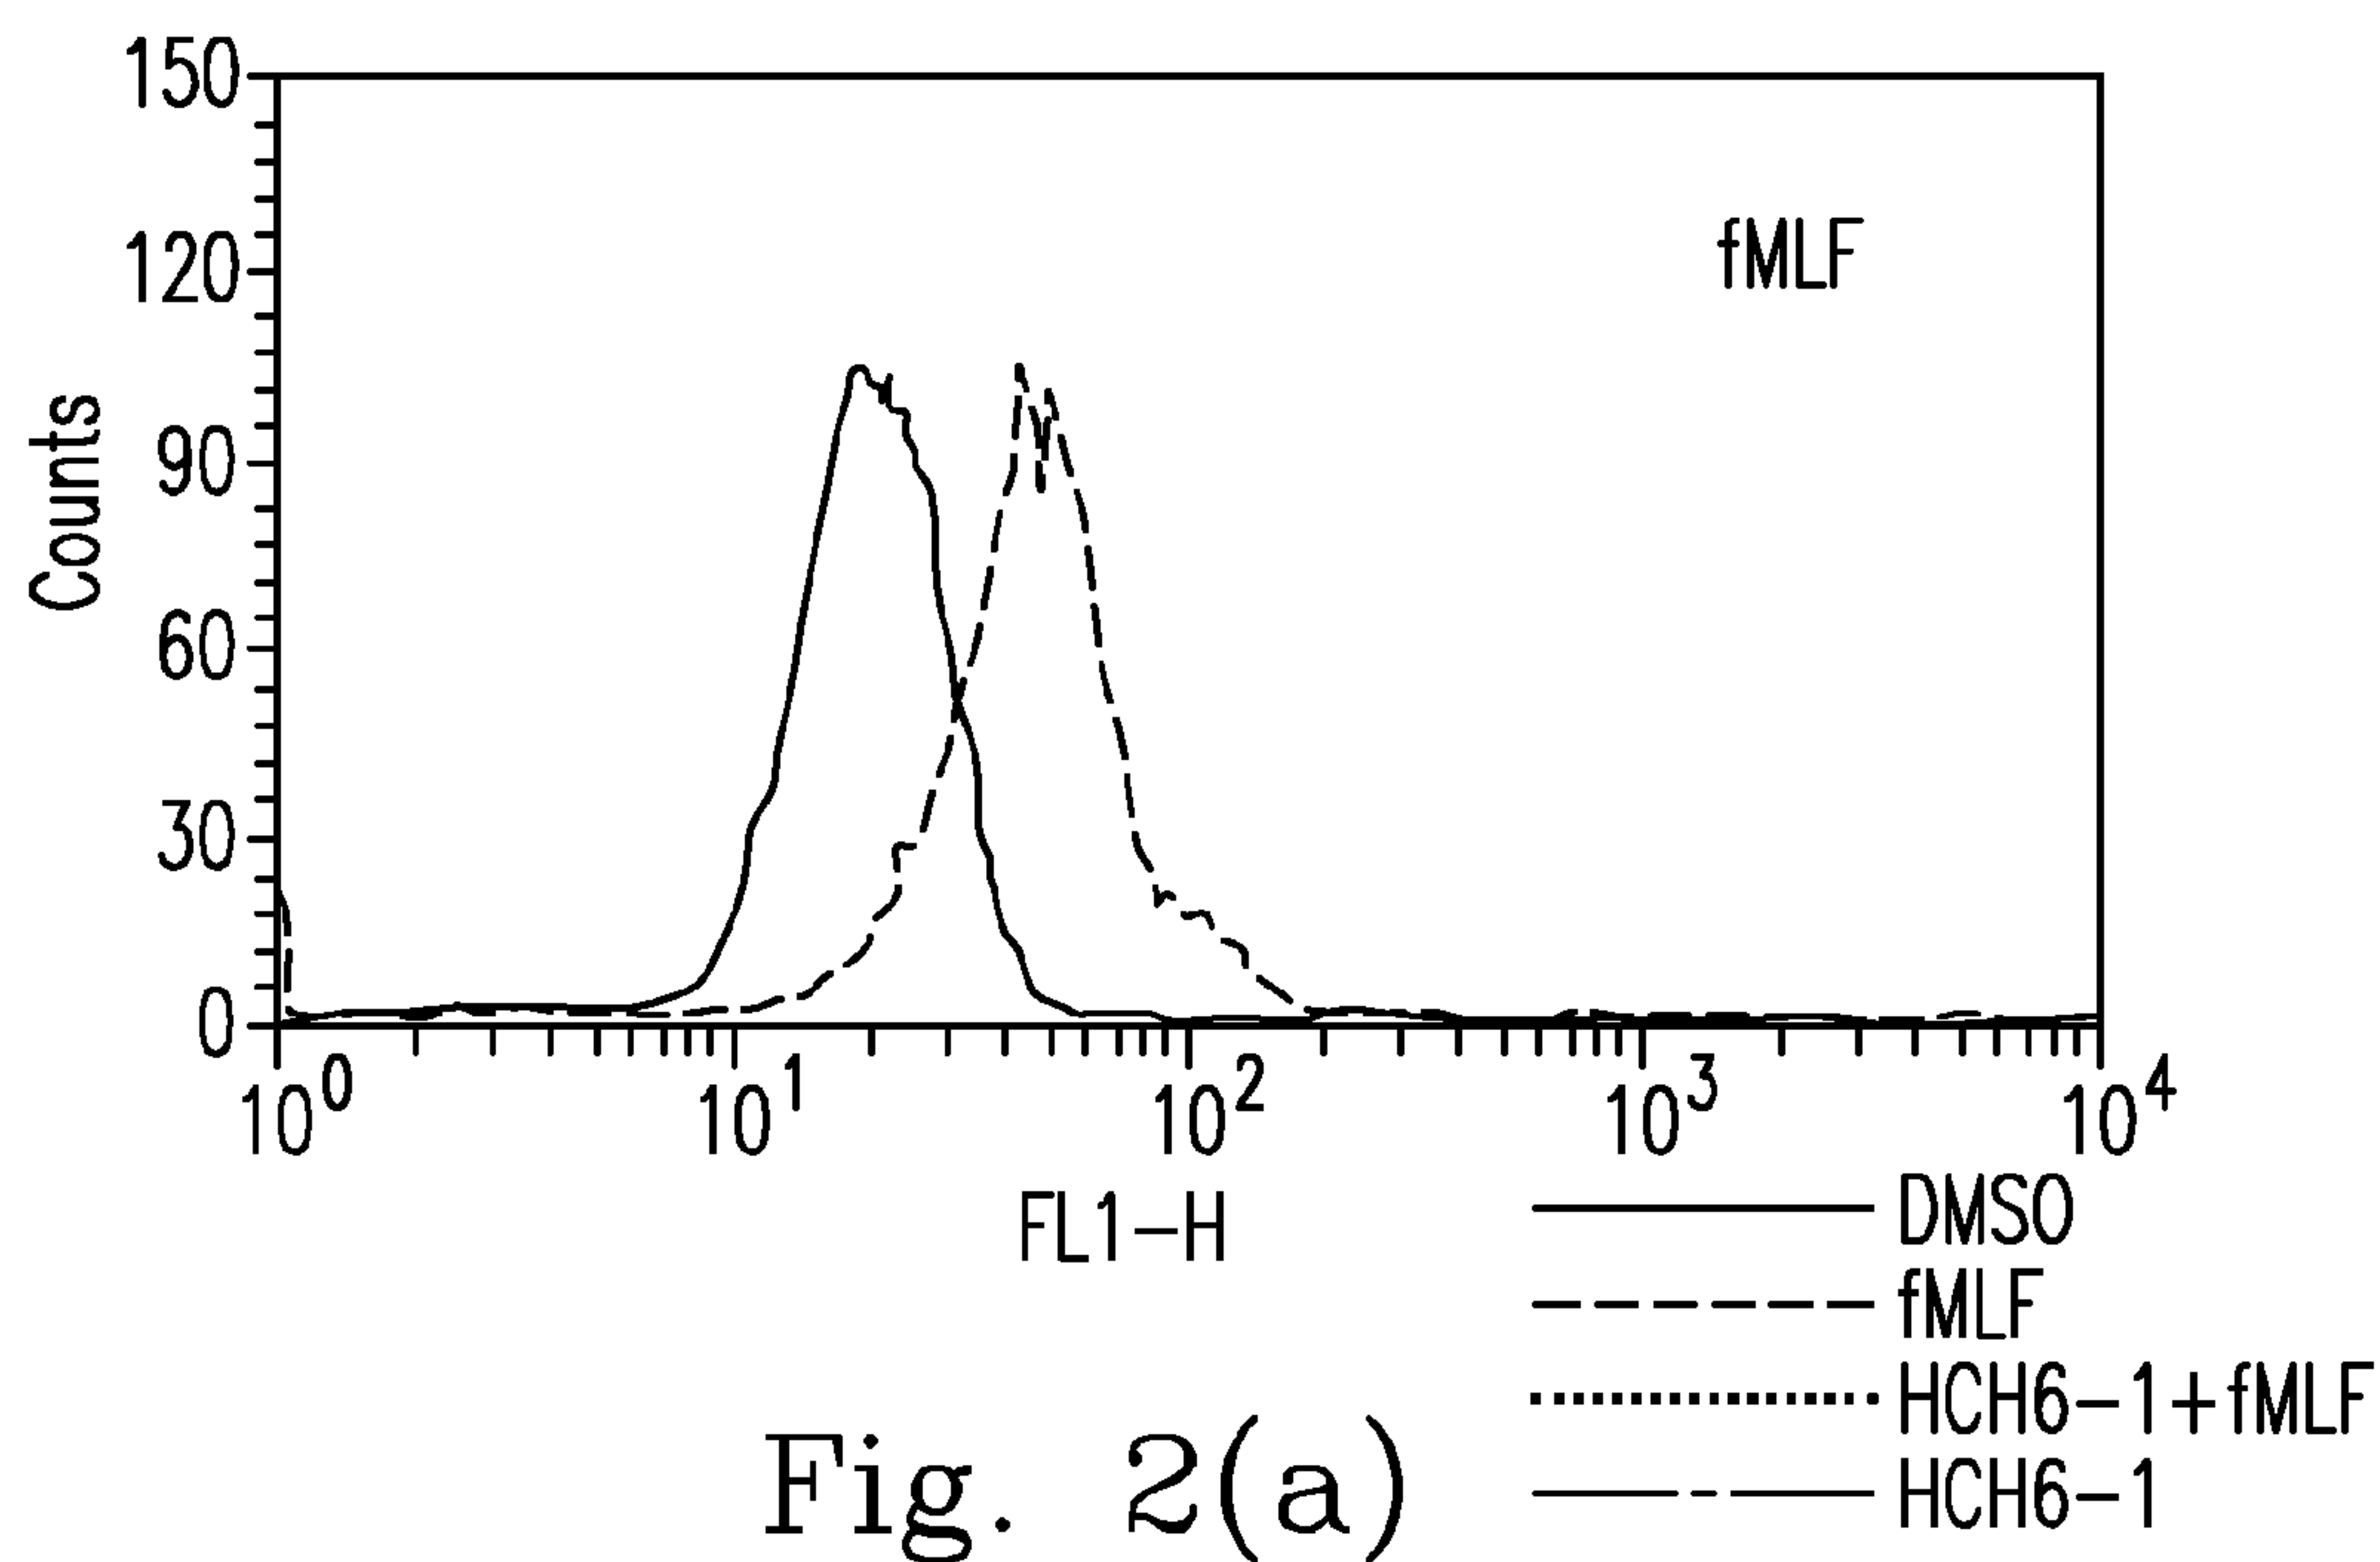 150
120
90
60
30
0
Counts
fMLF
10^0 10^1 10^2 10^3 10^4
FL1-H
DMSO
fMLF
HCH6-1+fMLF
HCH6-1
Fig. 2(a)